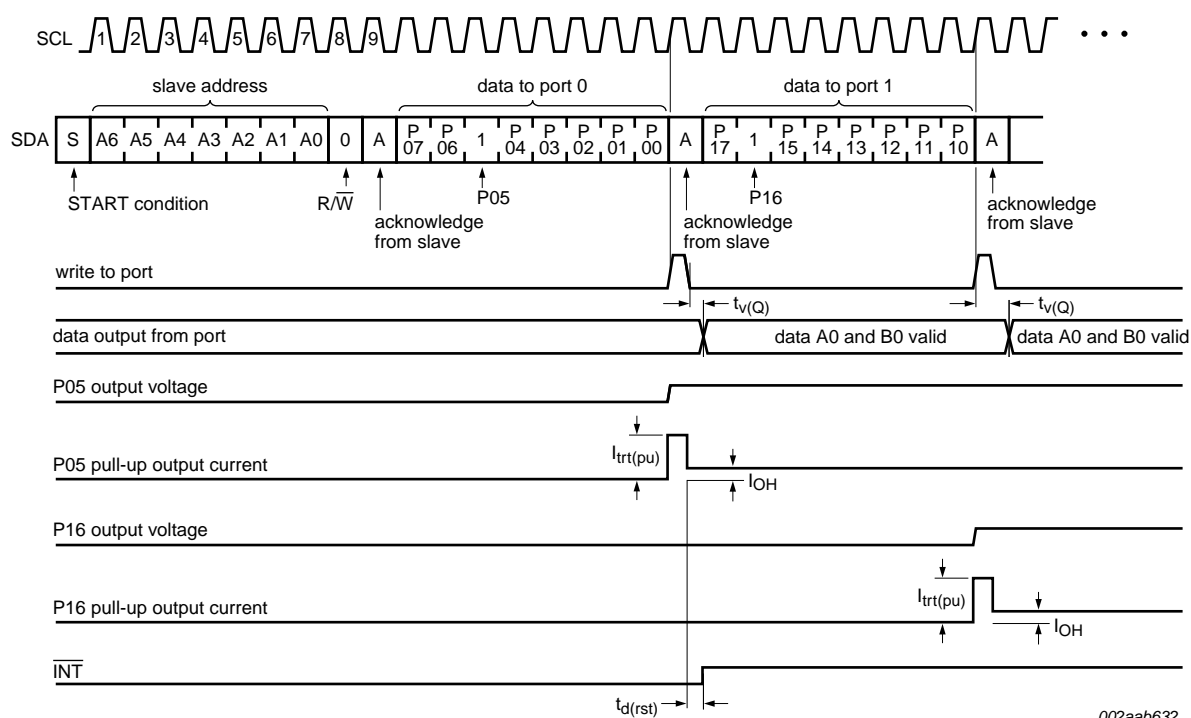 SCL 1 2 3 4 5 6 7 8 9 • • •
slave address data to port 0 data to port 1
SDA S A6 A5 A4 A3 A2 A1 A0 0 A P07 P06 1 P04 P03 P02 P01 P00 A P17 1 P15 P14 P13 P12 P11 P10 A
START condition R/W̅ acknowledge from slave P05 acknowledge from slave P16 acknowledge from slave
write to port
tv(Q) tv(Q)
data output from port data A0 and B0 valid data A0 and B0 valid
P05 output voltage
P05 pull-up output current Itrt(pu) IOH
P16 output voltage
P16 pull-up output current Itrt(pu) IOH
I̅N̅T̅
td(rst)
002aab632